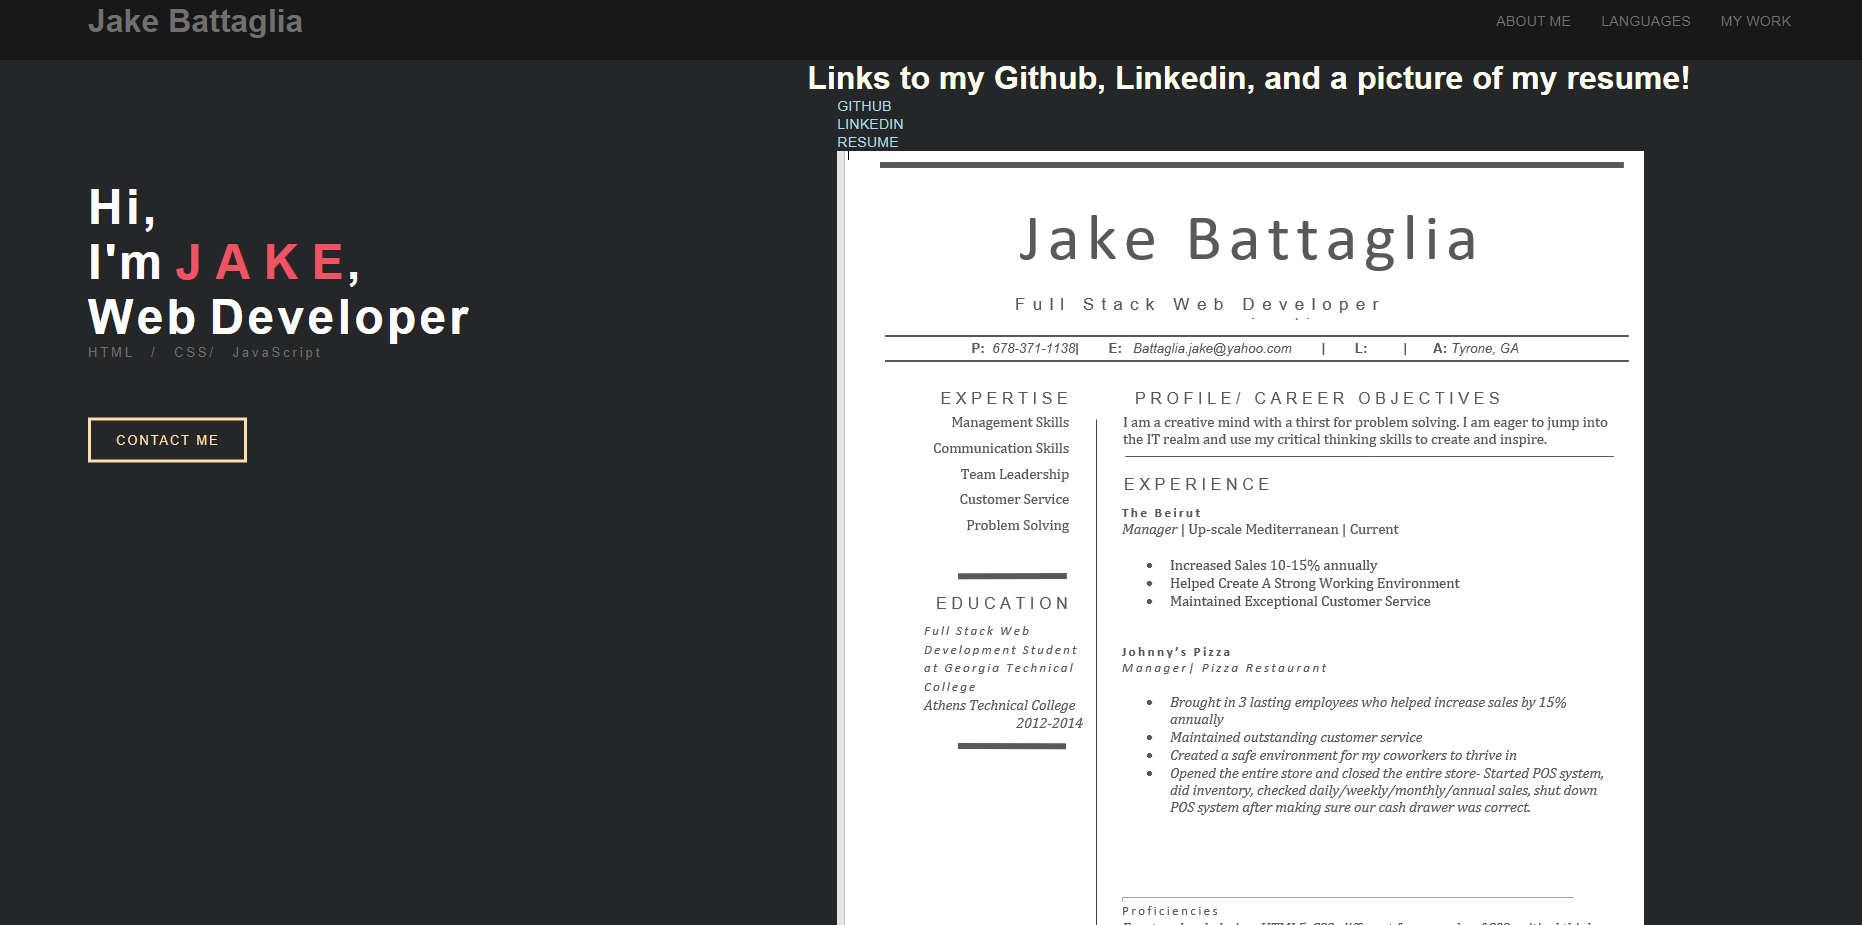 Jake Battaglia
ABOUT ME LANGUAGES MY WORK
Hi,
I'm JAKE,
Web Developer
HTML / CSS/ JavaScript
CONTACT ME
Links to my Github, Linkedin, and a picture of my resume!
GITHUB
LINKEDIN
RESUME
Jake Battaglia
Full Stack Web Developer
P: 678-371-1138| E: Battaglia.jake@yahoo.com | L: | A: Tyrone, GA
EXPERTISE
Management Skills
Communication Skills
Team Leadership
Customer Service
Problem Solving
EDUCATION
Full Stack Web
Development Student
at Georgia Technical
College
Athens Technical College
2012-2014
PROFILE/ CAREER OBJECTIVES
I am a creative mind with a thirst for problem solving. I am eager to jump into
the IT realm and use my critical thinking skills to create and inspire.
EXPERIENCE
The Beirut
Manager | Up-scale Mediterranean | Current
• Increased Sales 10-15% annually
• Helped Create A Strong Working Environment
• Maintained Exceptional Customer Service
Johnny’s Pizza
Manager| Pizza Restaurant
• Brought in 3 lasting employees who helped increase sales by 15%
annually
• Maintained outstanding customer service
• Created a safe environment for my coworkers to thrive in
• Opened the entire store and closed the entire store- Started POS system,
did inventory, checked daily/weekly/monthly/annual sales, shut down
POS system after making sure our cash drawer was correct.
Proficiencies